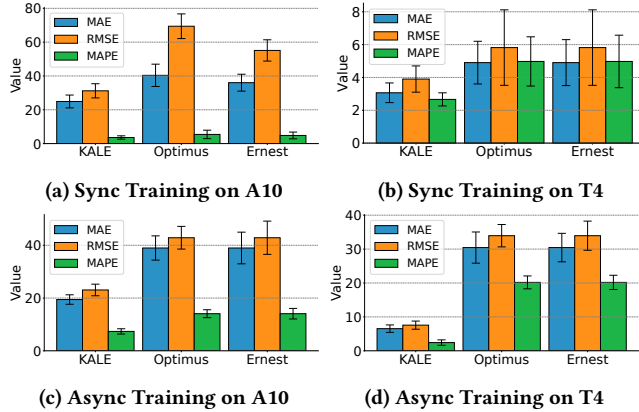 80
60
40
20
0
Value
MAE
RMSE
MAPE
KALE Optimus Ernest
(a) Sync Training on A10
8
6
4
2
0
Value
MAE
RMSE
MAPE
KALE Optimus Ernest
(b) Sync Training on T4
40
20
0
Value
MAE
RMSE
MAPE
KALE Optimus Ernest
(c) Async Training on A10
40
30
20
10
0
Value
MAE
RMSE
MAPE
KALE Optimus Ernest
(d) Async Training on T4